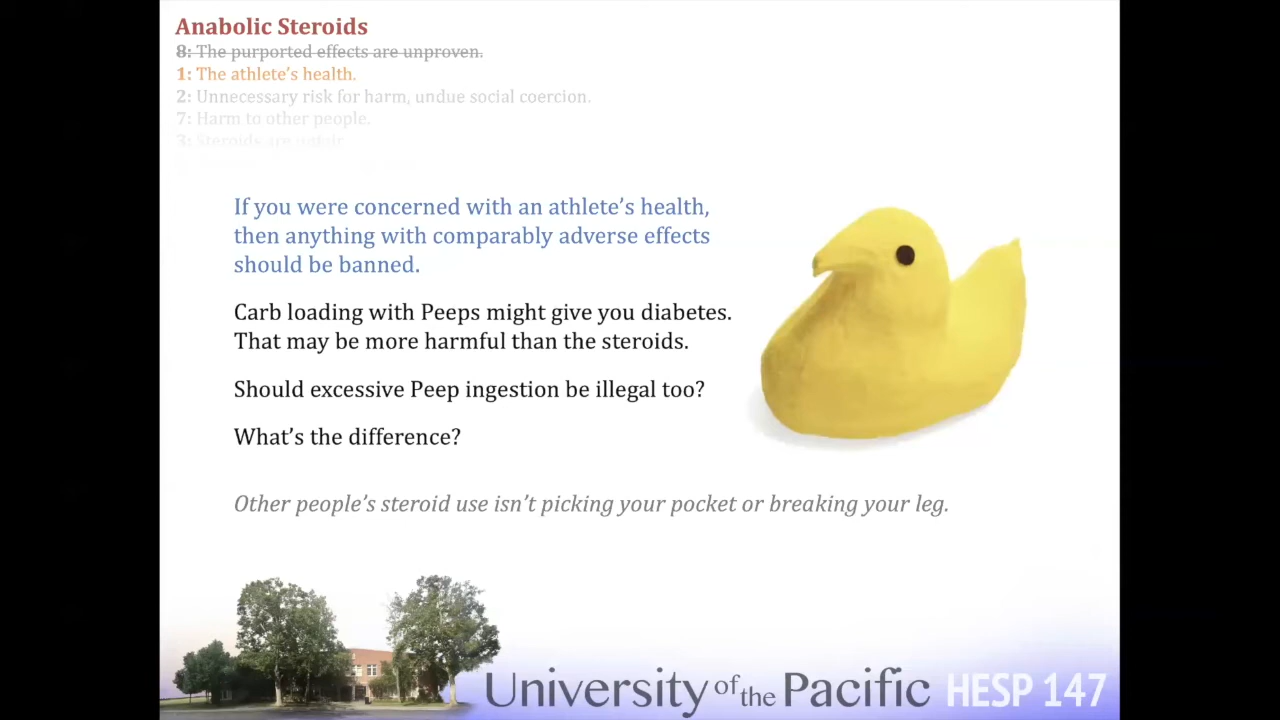 Anabolic Steroids
8: The purported effects are unproven.
1: The athlete's health.
2: Unnecessary risk for harm, undue social coercion.
7: Harm to other people.
3: Steroids are unfair.
If you were concerned with an athlete's health,
then anything with comparably adverse effects
should be banned.
Carb loading with Peeps might give you diabetes.
That may be more harmful than the steroids.
Should excessive Peep ingestion be illegal too?
What's the difference?
Other people's steroid use isn't picking your pocket or breaking your leg.
University of the Pacific HESP 147